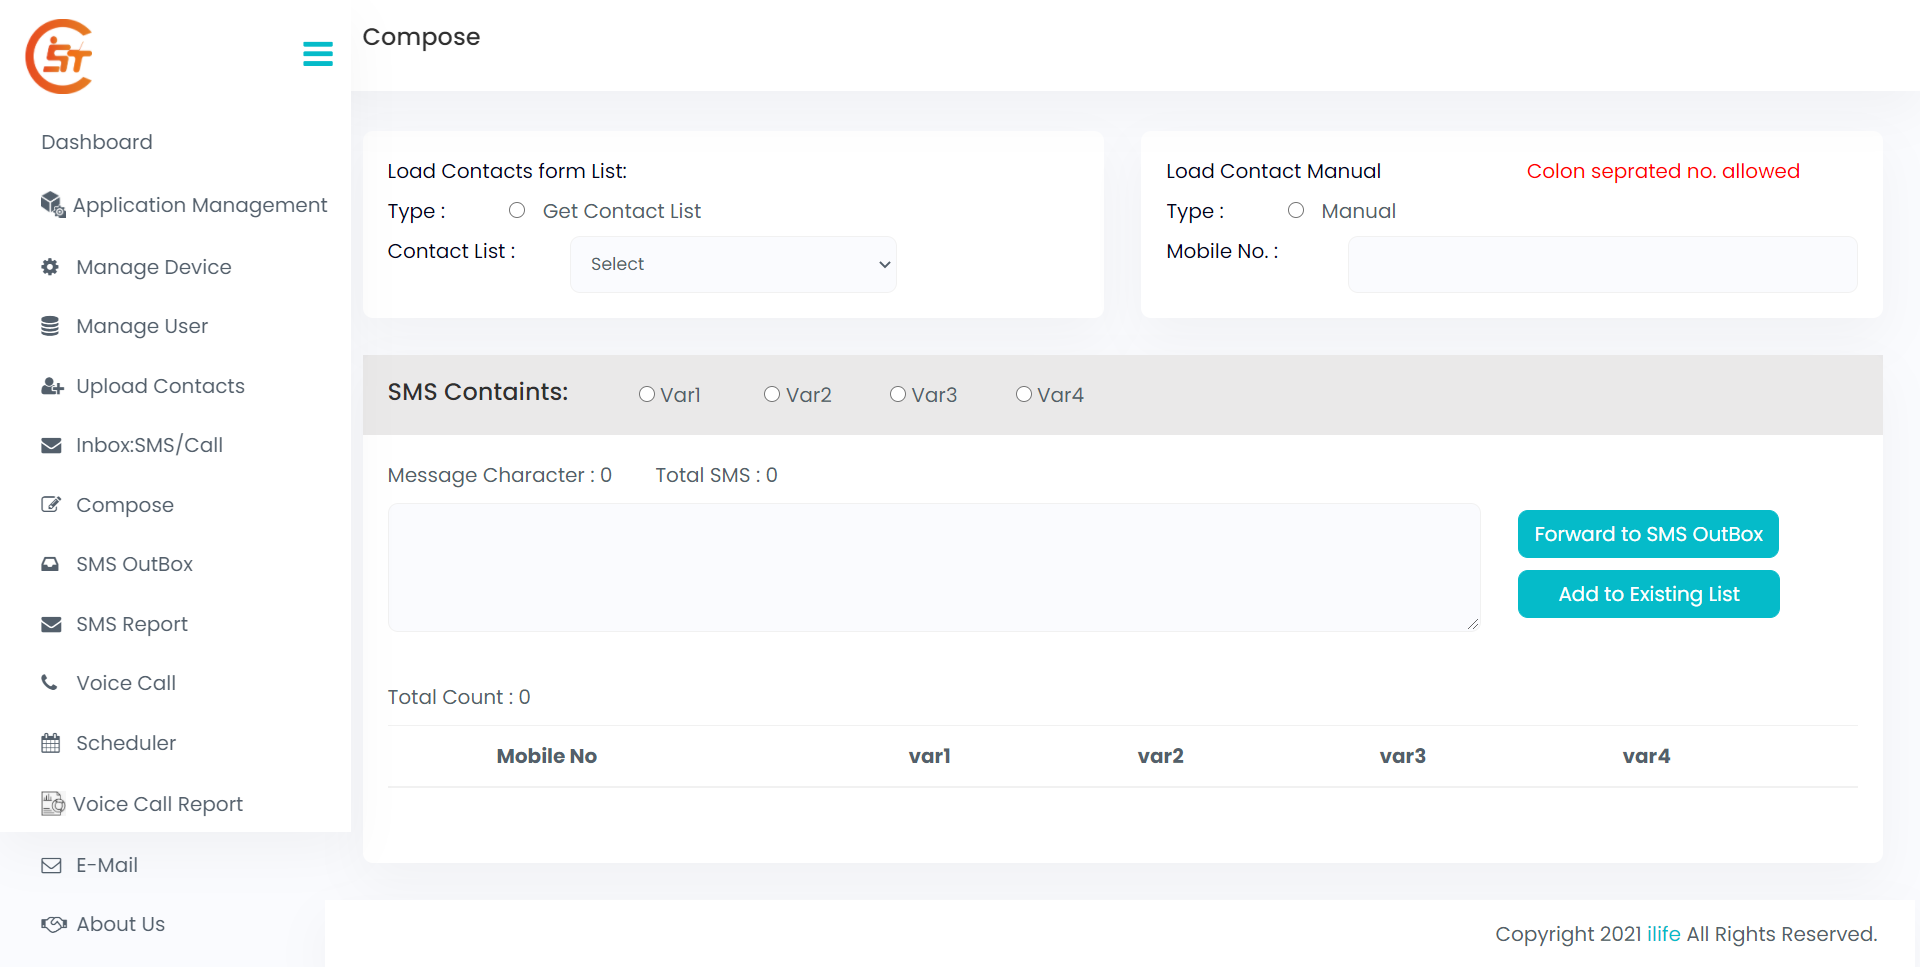 ST
Compose
Dashboard
Application Management
Manage Device
Manage User
Upload Contacts
Inbox:SMS/Call
Compose
SMS OutBox
SMS Report
Voice Call
Scheduler
Voice Call Report
E-Mail
About Us
Load Contacts form List:
Type :
Get Contact List
Contact List :
Select
Load Contact Manual
Colon seprated no. allowed
Type :
Manual
Mobile No. :
SMS Containts:
Var1
Var2
Var3
Var4
Message Character : 0
Total SMS : 0
Forward to SMS OutBox
Add to Existing List
Total Count : 0
Mobile No
var1
var2
var3
var4
Copyright 2021 ilife All Rights Reserved.